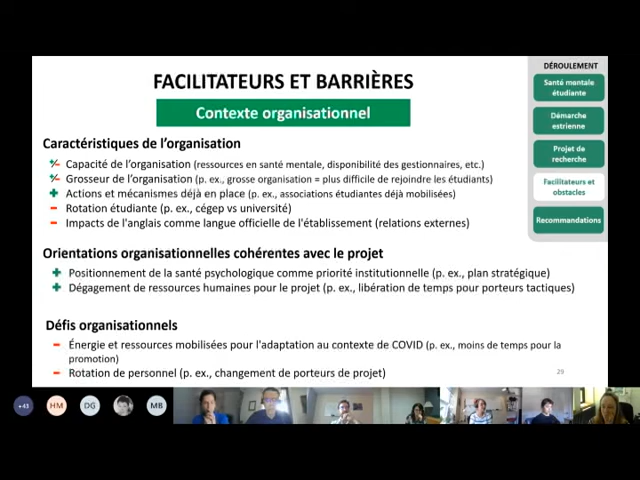 FACILITATEURS ET BARRIÈRES
Contexte organisationnel
Caractéristiques de l'organisation
+/- Capacité de l'organisation (ressources en santé mentale, disponibilité des gestionnaires, etc.)
+/- Grosseur de l'organisation (p. ex., grosse organisation = plus difficile de rejoindre les étudiants)
+ Actions et mécanismes déjà en place (p. ex., associations étudiantes déjà mobilisées)
- Rotation étudiante (p. ex., cégep vs université)
- Impacts de l'anglais comme langue officielle de l'établissement (relations externes)
Orientations organisationnelles cohérentes avec le projet
+ Positionnement de la santé psychologique comme priorité institutionnelle (p. ex., plan stratégique)
+ Dégagement de ressources humaines pour le projet (p. ex., libération de temps pour porteurs tactiques)
Défis organisationnels
- Énergie et ressources mobilisées pour l'adaptation au contexte de COVID (p. ex., moins de temps pour la
promotion)
- Rotation de personnel (p. ex., changement de porteurs de projet)
29
DÉROULEMENT
Santé mentale
étudiante
Démarche
estrienne
Projet de
recherche
Facilitateurs et
obstacles
Recommandations
+43
HM
DG
MB